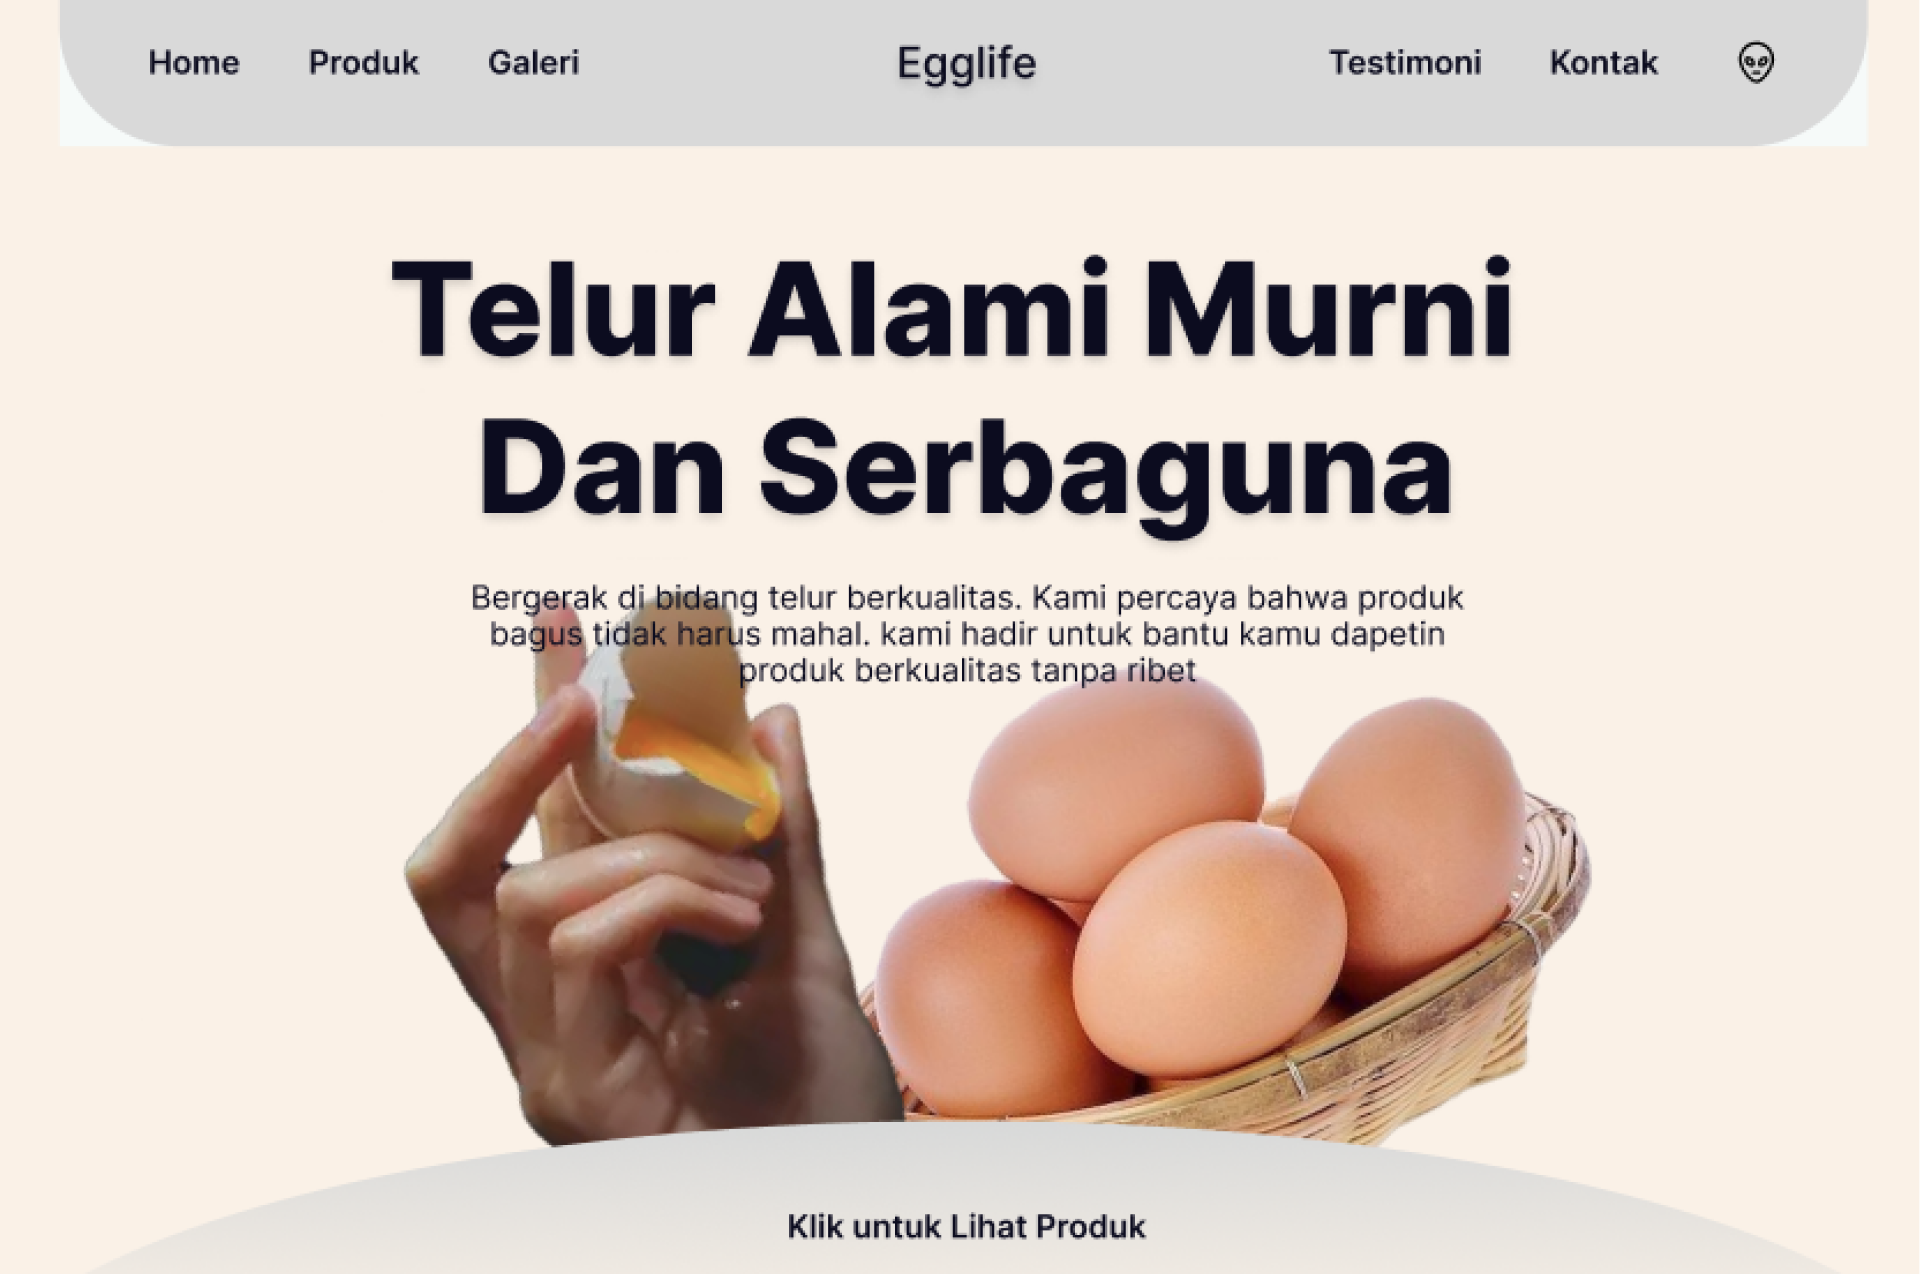 Home Produk Galeri Egglife Testimoni Kontak
Telur Alami Murni
Dan Serbaguna
Bergerak di bidang telur berkualitas. Kami percaya bahwa produk
bagus tidak harus mahal. kami hadir untuk bantu kamu dapetin
produk berkualitas tanpa ribet
Klik untuk Lihat Produk